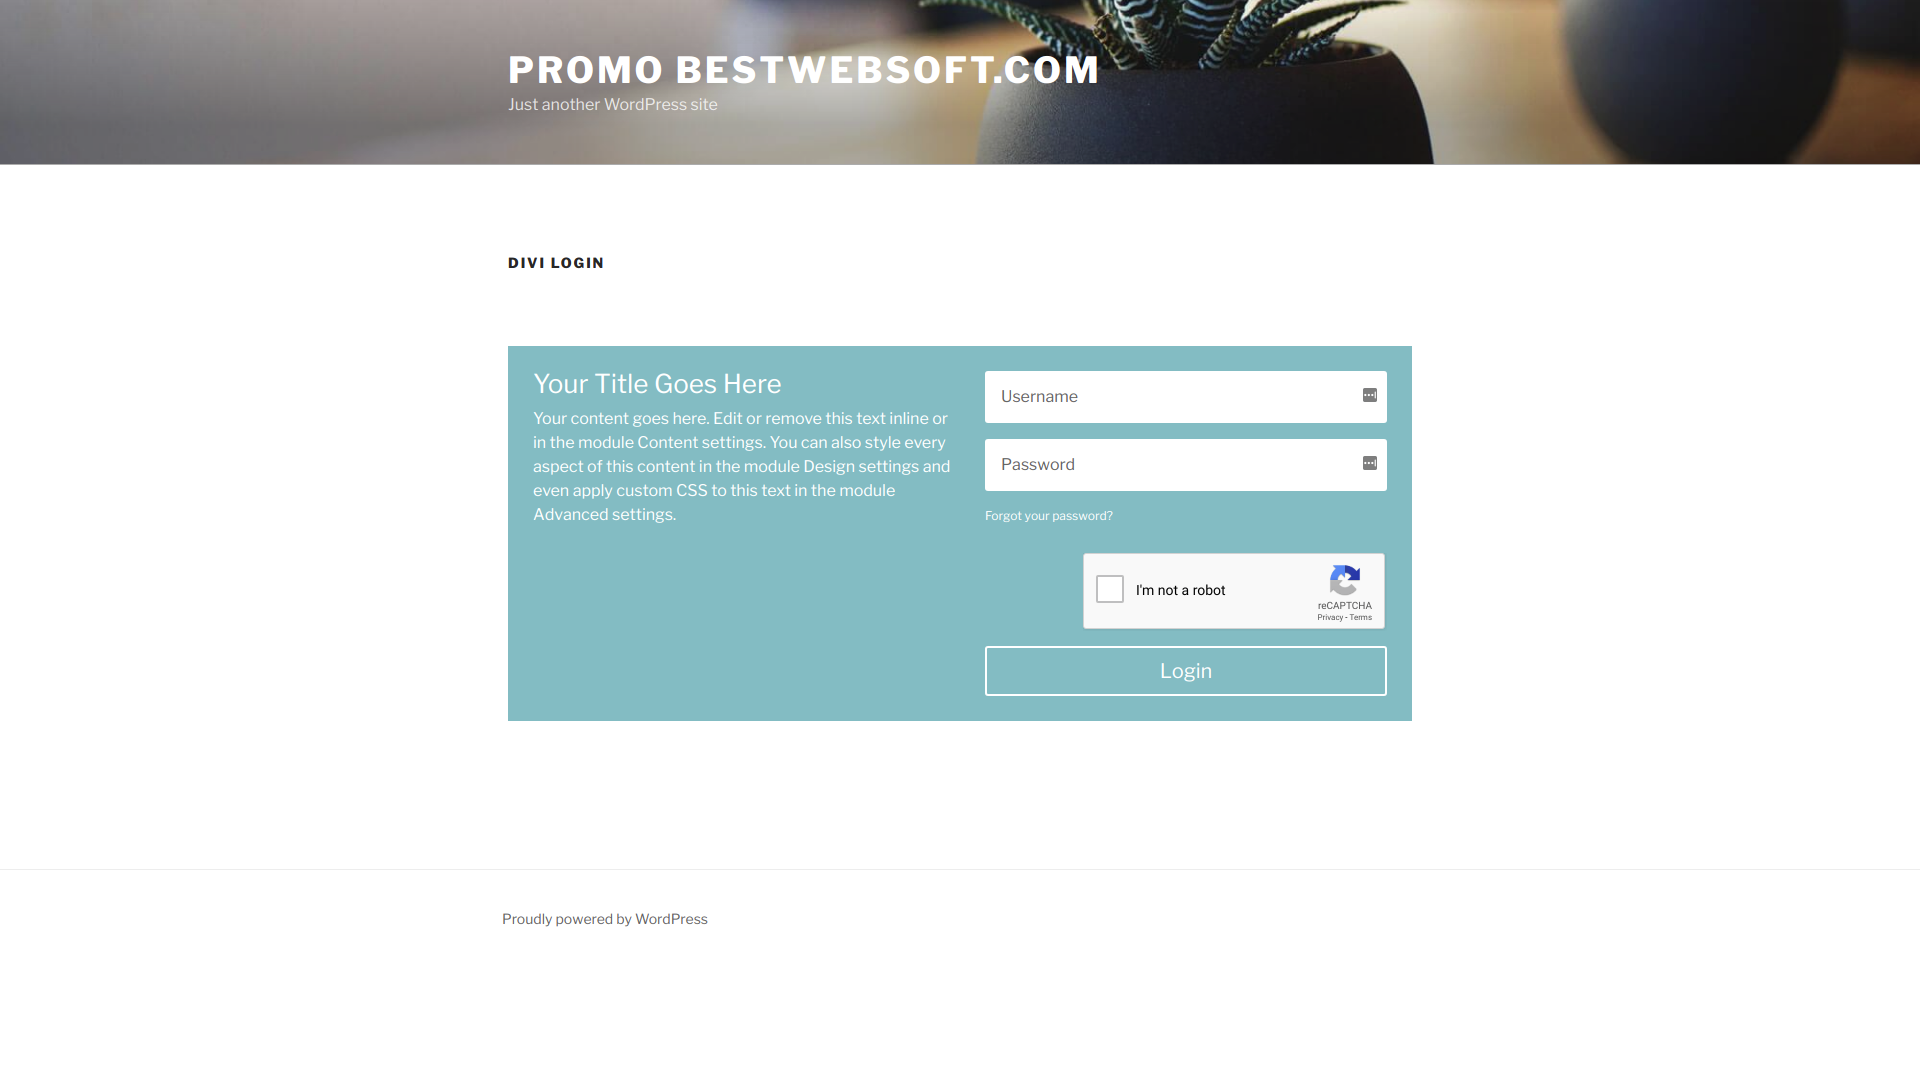 PROMO BESTWEBSOFT.COM
Just another WordPress site
DIVI LOGIN
Your Title Goes Here
Your content goes here. Edit or remove this text inline or
in the module Content settings. You can also style every
aspect of this content in the module Design settings and
even apply custom CSS to this text in the module
Advanced settings.
Username
Password
Forgot your password?
I'm not a robot
reCAPTCHA
Privacy - Terms
Login
Proudly powered by WordPress